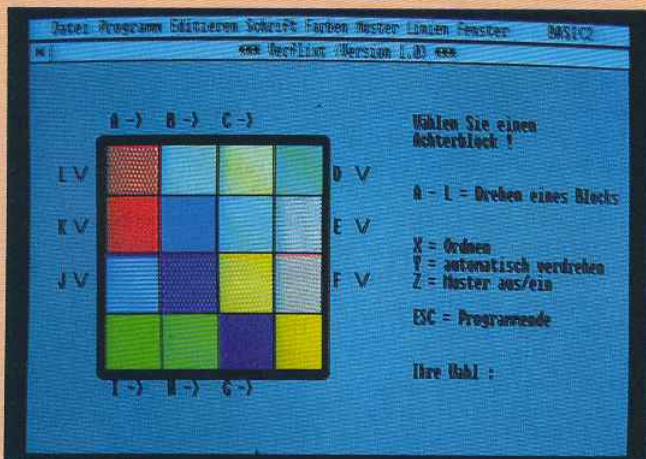 Datei Programm Editieren Schrift Farben Muster Linien Fenster BASIC2
*** Verflixt (Version 1.0) ***
A -> B -> C ->
Wählen Sie einen
Achterblock !
L V D V
A - L = Drehen eines Blocks
K V E V
X = Ordnen
Y = automatisch verdrehen
Z = Muster aus/ein
J V F V
ESC = Programmende
Ihre Wahl :
I -> H -> G ->